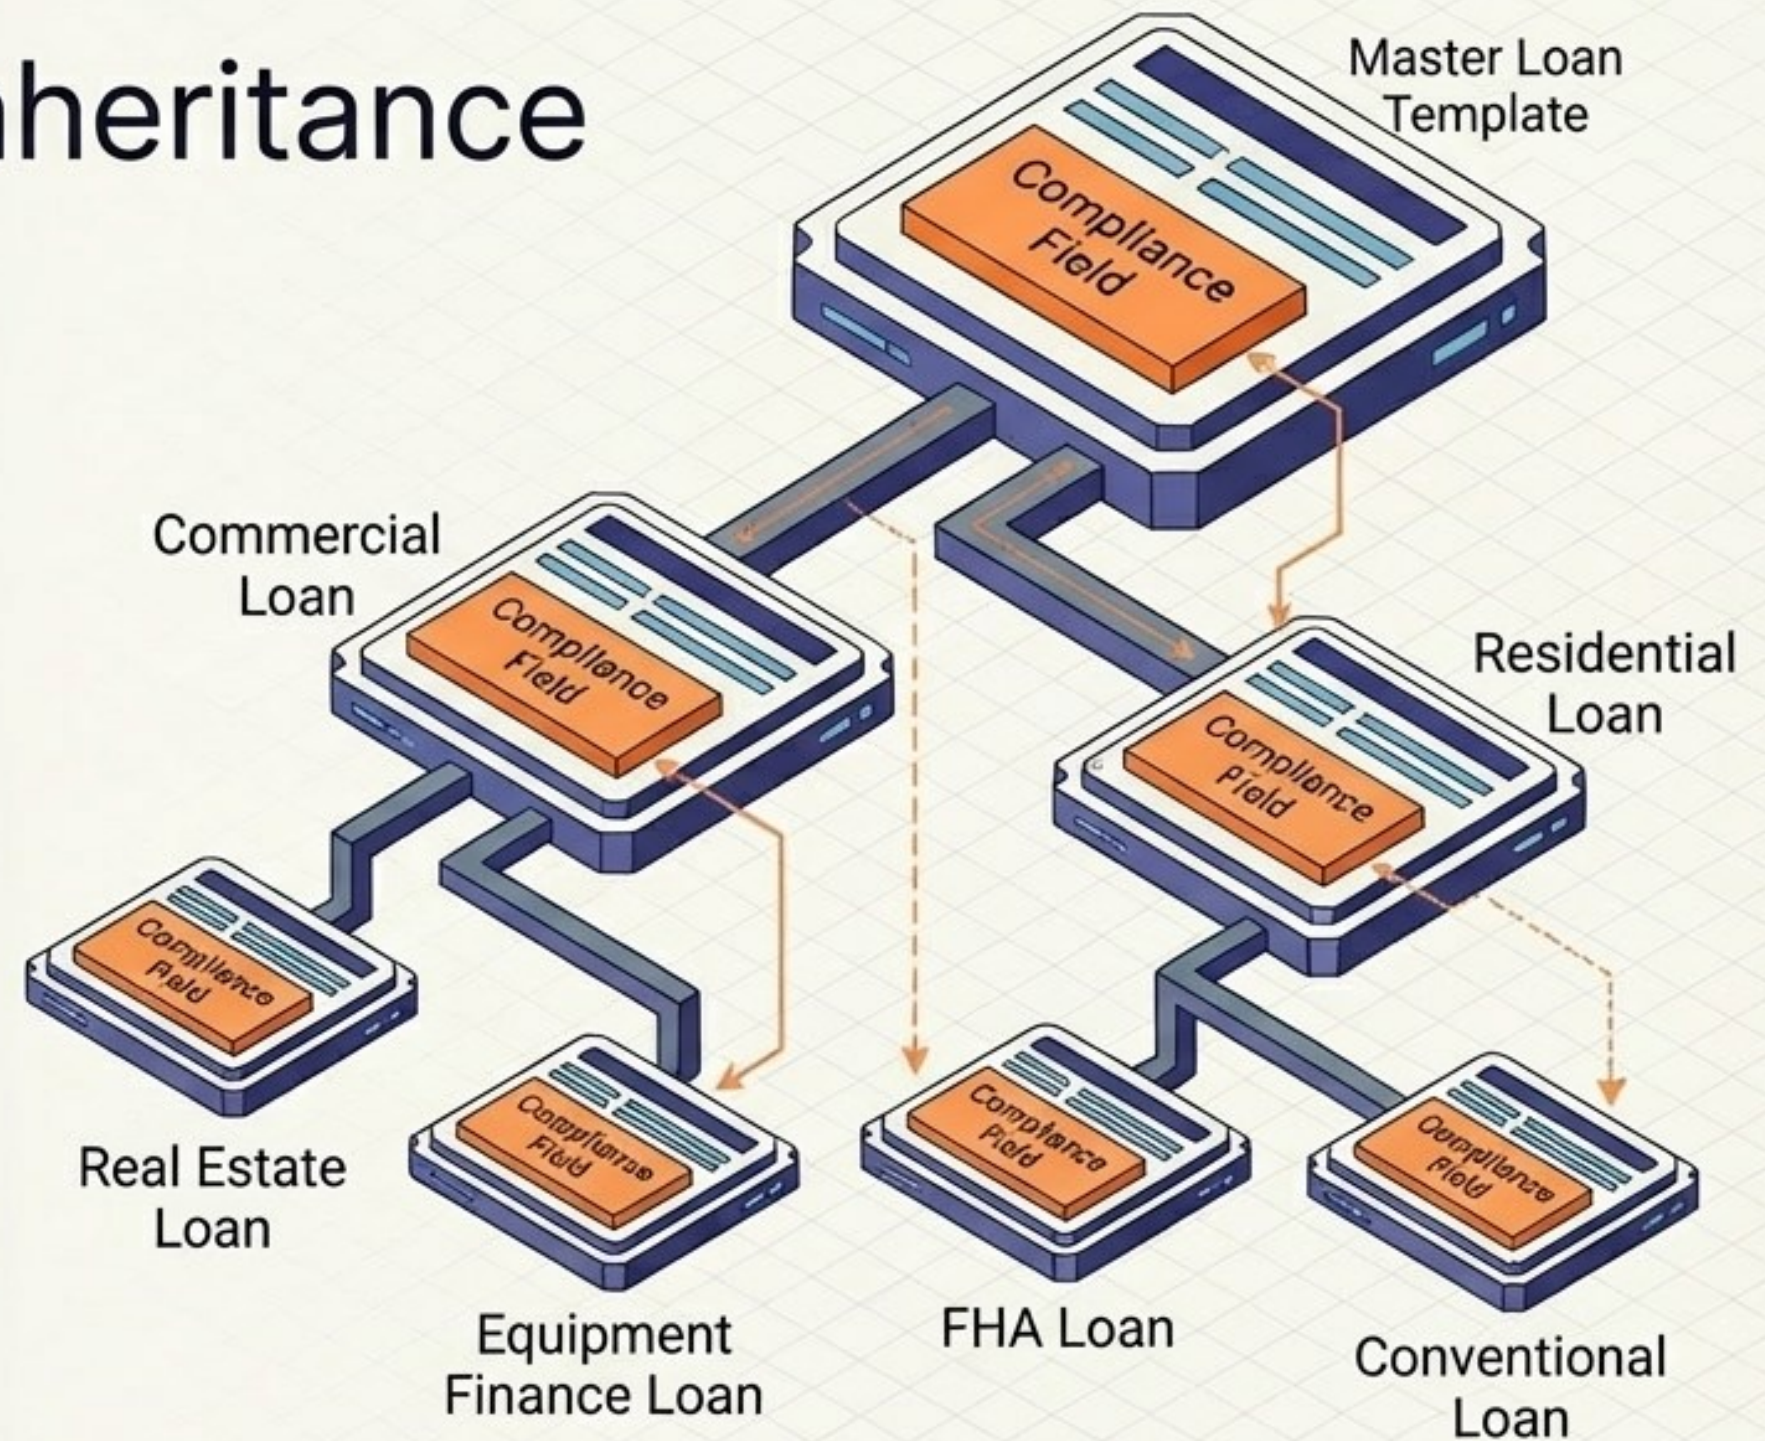 nheritance
Master Loan
Template
Compliance
Field
Commercial
Loan
Compliance
Field
Residential
Loan
Compliance
Field
Real Estate
Loan
Equipment
Finance Loan
FHA Loan
Conventional
Loan